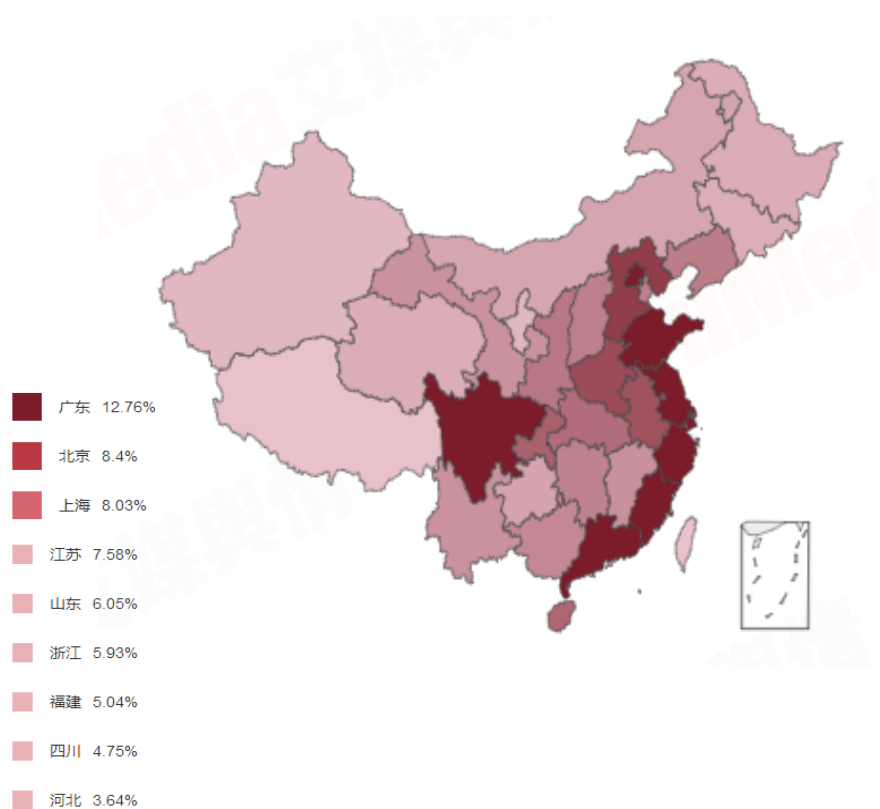 广东 12.76%
北京 8.4%
上海 8.03%
江苏 7.58%
山东 6.05%
浙江 5.93%
福建 5.04%
四川 4.75%
河北 3.64%